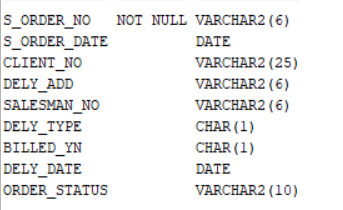 S_ORDER_NO NOT NULL VARCHAR2(6)
S_ORDER_DATE DATE
CLIENT_NO VARCHAR2(25)
DELY_ADD VARCHAR2(6)
SALESMAN_NO VARCHAR2(6)
DELY_TYPE CHAR(1)
BILLED_YN CHAR(1)
DELY_DATE DATE
ORDER_STATUS VARCHAR2(10)